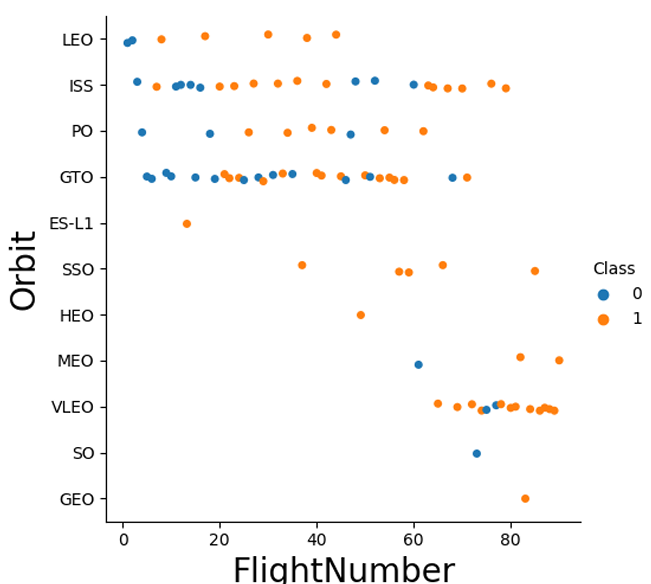 LEO
ISS
PO
GTO
ES-L1
SSO
HEO
MEO
VLEO
SO
GEO
Orbit
0 20 40 60 80
FlightNumber
Class
0
1